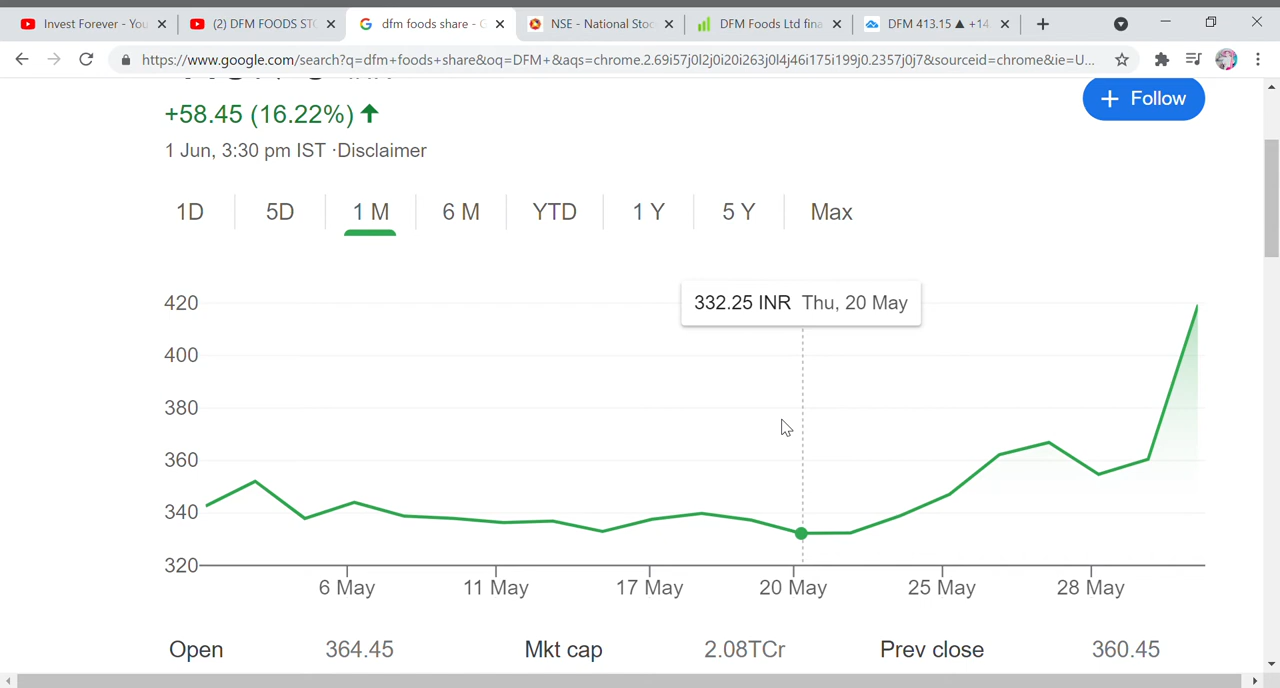 Invest Forever - You
(2) DFM FOODS STO
dfm foods share - G
NSE - National Stoc
DFM Foods Ltd fina
DFM 413.15 ▲ +14
https://www.google.com/search?q=dfm+foods+share&oq=DFM+&aqs=chrome.2.69i57j0l2j0i20i263j0l4j46i175i199j0.2357j0j7&sourceid=chrome&ie=U...
+58.45 (16.22%) ↑
+ Follow
1 Jun, 3:30 pm IST ·Disclaimer
1D 5D 1 M 6 M YTD 1 Y 5 Y Max
332.25 INR Thu, 20 May
420
400
380
360
340
320
6 May 11 May 17 May 20 May 25 May 28 May
Open 364.45 Mkt cap 2.08TCr Prev close 360.45